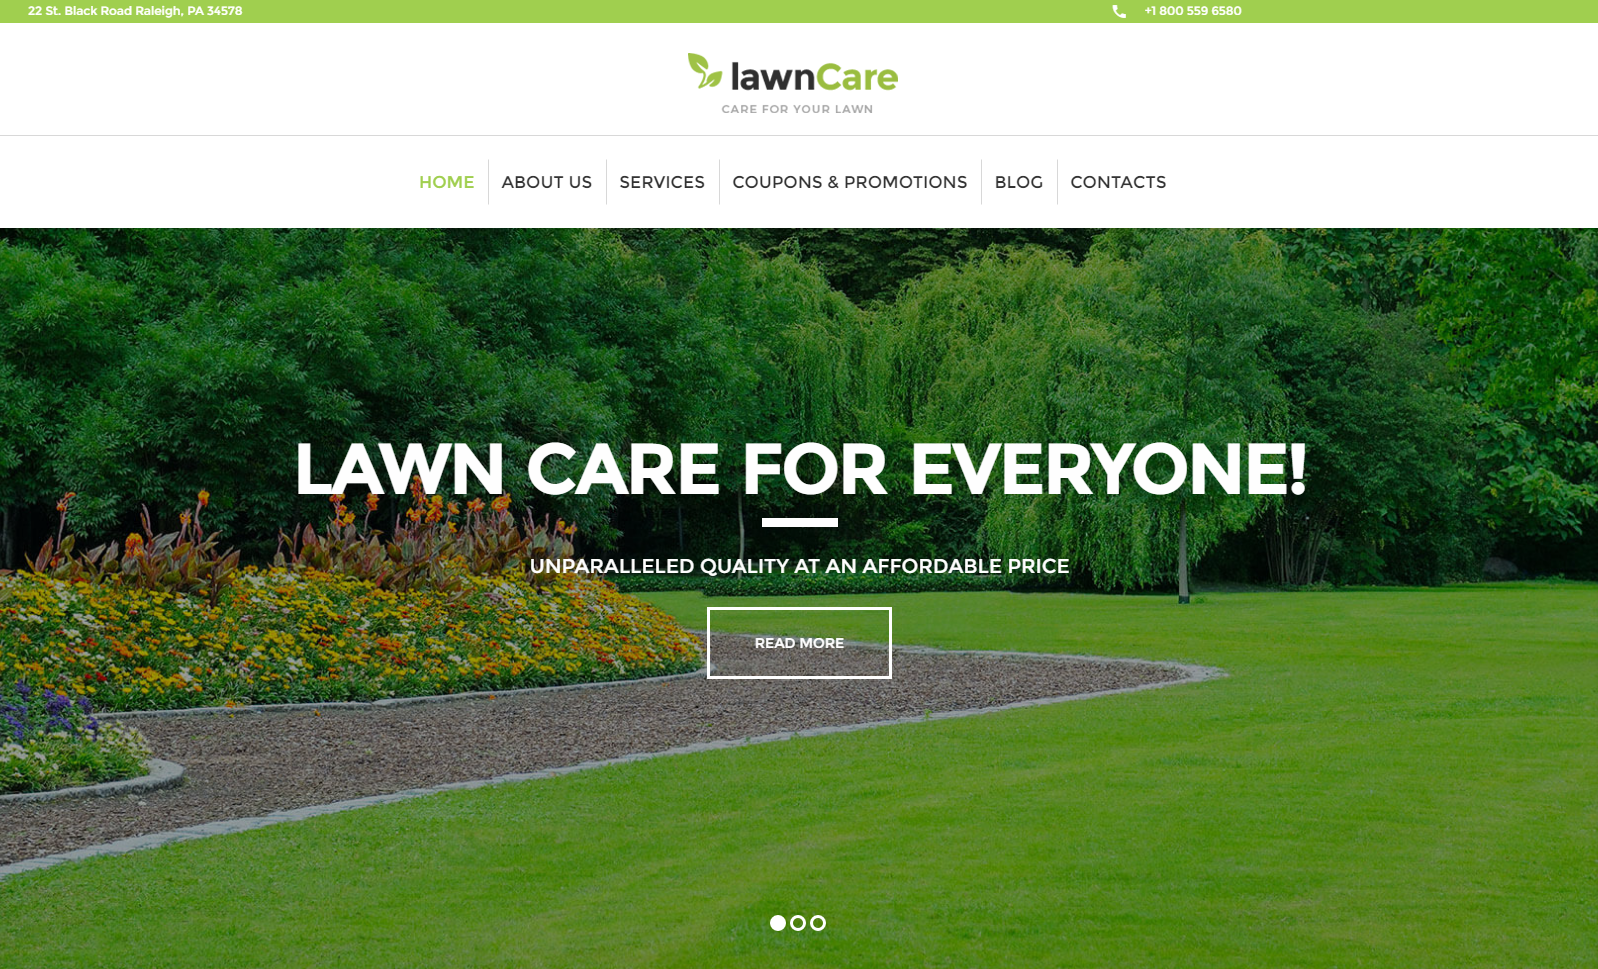 22 St. Black Road Raleigh, PA 34578
+1 800 559 6580
lawnCare
CARE FOR YOUR LAWN
HOME
ABOUT US
SERVICES
COUPONS & PROMOTIONS
BLOG
CONTACTS
LAWN CARE FOR EVERYONE!
UNPARALLELED QUALITY AT AN AFFORDABLE PRICE
READ MORE